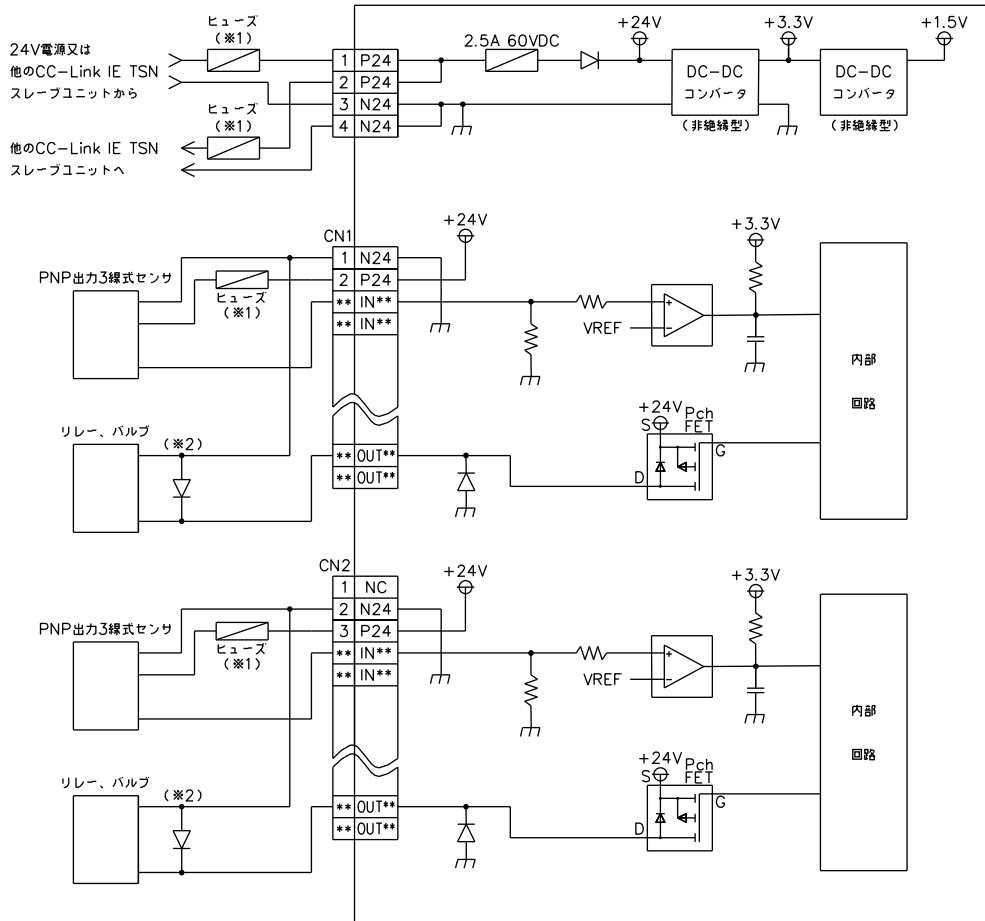 24V電源又は
他のCC-Link IE TSN
スレーブユニットから
ヒューズ
(※1)
他のCC-Link IE TSN
スレーブユニットへ
ヒューズ
(※1)
1 P24
2 P24
3 N24
4 N24
2.5A 60VDC
+24V
DC-DC
コンバータ
(非絶縁型)
+3.3V
DC-DC
コンバータ
(非絶縁型)
+1.5V
CN1
1 N24
2 P24
** IN**
** IN**
** OUT**
** OUT**
PNP出力3線式センサ
ヒューズ
(※1)
リレー、バルブ
(※2)
+24V
VREF
+
-
+3.3V
+24V
S
Pch
FET
G
D
内部
回路
CN2
1 NC
2 N24
3 P24
** IN**
** IN**
** OUT**
** OUT**
PNP出力3線式センサ
ヒューズ
(※1)
リレー、バルブ
(※2)
+24V
VREF
+
-
+3.3V
+24V
S
Pch
FET
G
D
内部
回路